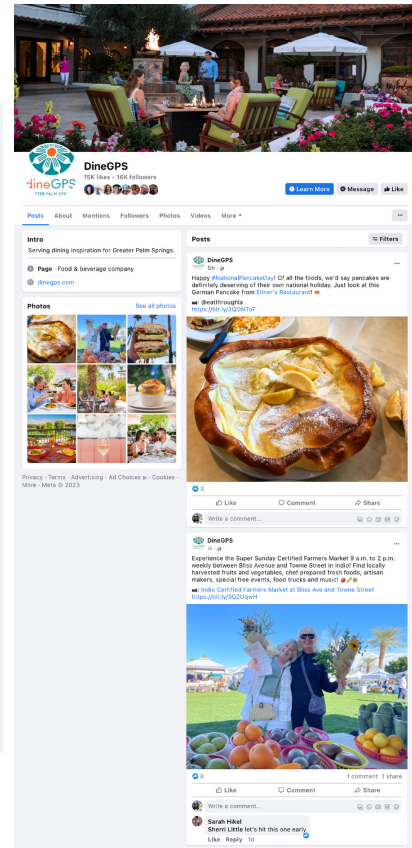 DineGPS
15K likes • 16K followers
Learn More
Message
Like
dineGPS
Posts
About
Mentions
Followers
Photos
Videos
More
Intro
Serving dining inspiration for Greater Palm Springs.
Page · Food & beverage company
dinegps.com
Photos
See all photos
Privacy · Terms · Advertising · Ad Choices · Cookies ·
More · Meta © 2023
Posts
Filters
DineGPS
5h ·
Happy #NationalPancakeDay! Of all the foods, we'd say pancakes are
definitely deserving of their own national holiday. Just look at this
German Pancake from Elmer's Restaurant!
: @eatthroughla
https://bit.ly/3QONToF
3
Like
Comment
Share
Write a comment...
DineGPS
Experience the Super Sunday Certified Farmers Market 9 a.m. to 2 p.m.
weekly between Bliss Avenue and Towne Street in Indio! Find locally
harvested fruits and vegetables, chef prepared fresh foods, artisan
makers, special free events, food trucks and music!
: Indio Certified Farmers Market at Bliss Ave and Towne Street
https://bit.ly/3QZUqwH
8
1 comment 1 share
Like
Comment
Share
Write a comment...
Sarah Hikel
Sherri Little let's hit this one early
Like Reply 1d